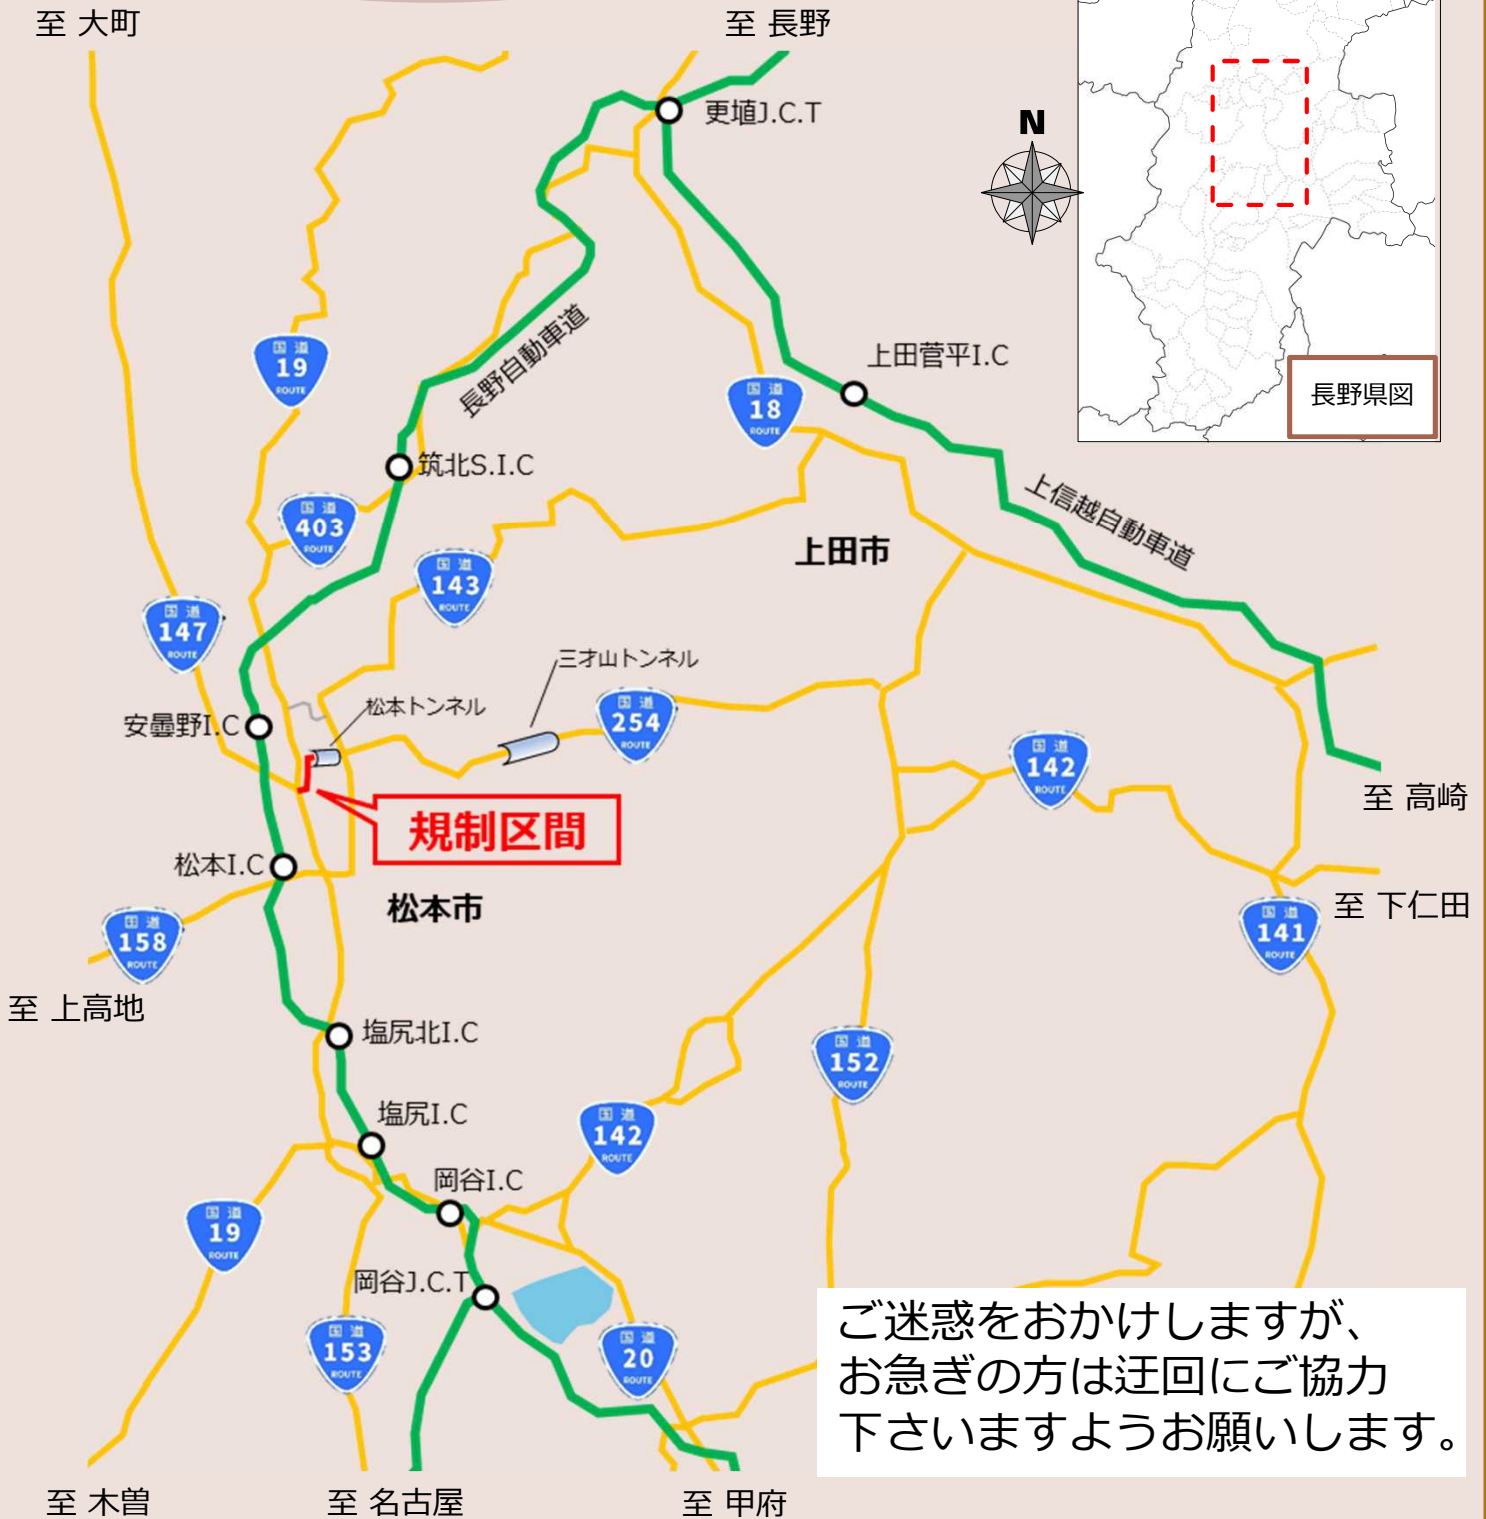 至 大町
至 長野
更埴J.C.T
N
長野県図
長野自動車道
国道
19
ROUTE
上田菅平I.C
国道
18
ROUTE
筑北S.I.C
国道
403
ROUTE
上信越自動車道
上田市
国道
143
ROUTE
国道
147
ROUTE
三才山トンネル
松本トンネル
国道
254
ROUTE
安曇野I.C
国道
142
ROUTE
至 高崎
規制区間
松本I.C
松本市
至 下仁田
国道
158
ROUTE
国道
141
ROUTE
至 上高地
塩尻北I.C
国道
152
ROUTE
塩尻I.C
国道
142
ROUTE
岡谷I.C
国道
19
ROUTE
岡谷J.C.T
国道
153
ROUTE
国道
20
ROUTE
ご迷惑をおかけしますが、
お急ぎの方は迂回にご協力
下さいますようお願いします。
至 木曽
至 名古屋
至 甲府